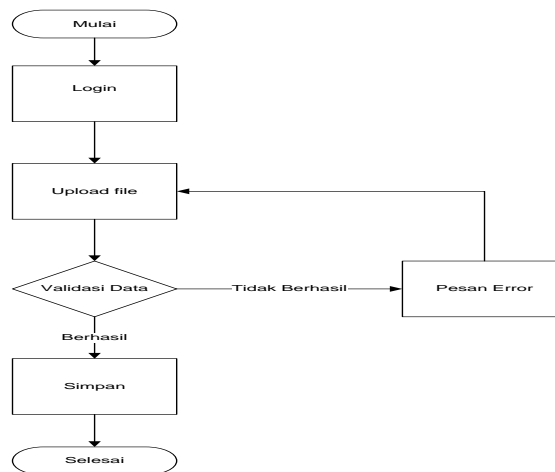 Mulai
Login
Upload file
Validasi Data
Tidak Berhasil
Pesan Error
Berhasil
Simpan
Selesai